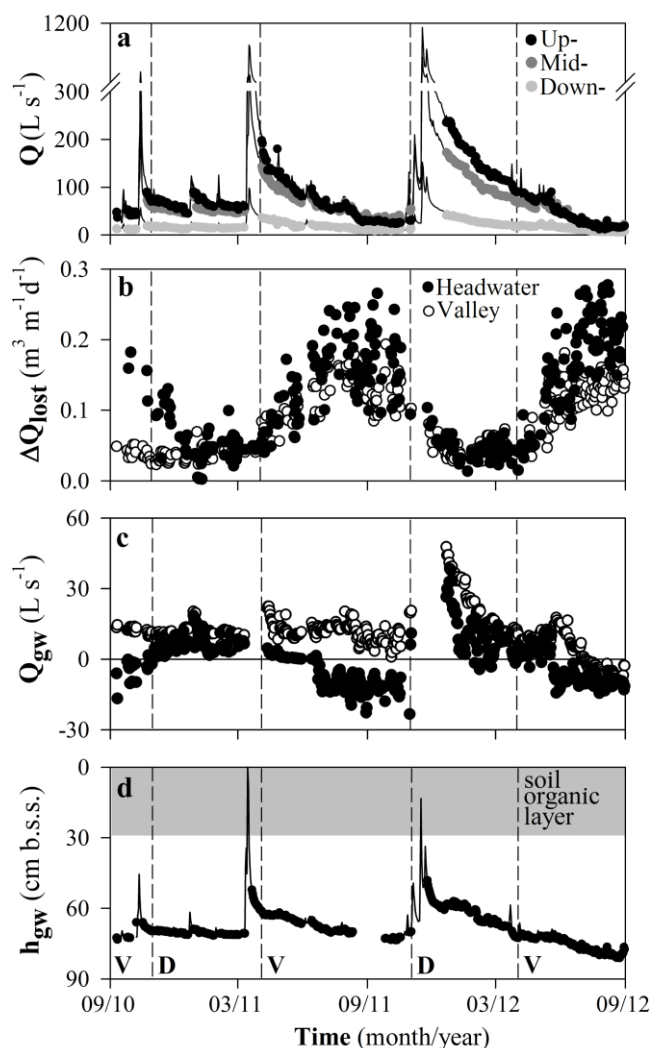 1200
a
Up-
Mid-
Down-
300
200
100
0
Q (L s⁻¹)
0.3
b
Headwater
Valley
0.2
0.1
0.0
ΔQlost (m³ m⁻¹ d⁻¹)
60
c
30
0
-30
Qgw (L s⁻¹)
0
d
soil
organic
layer
30
60
90
hgw (cm b.s.s.)
V D V D V
09/10 03/11 09/11 03/12 09/12
Time (month/year)